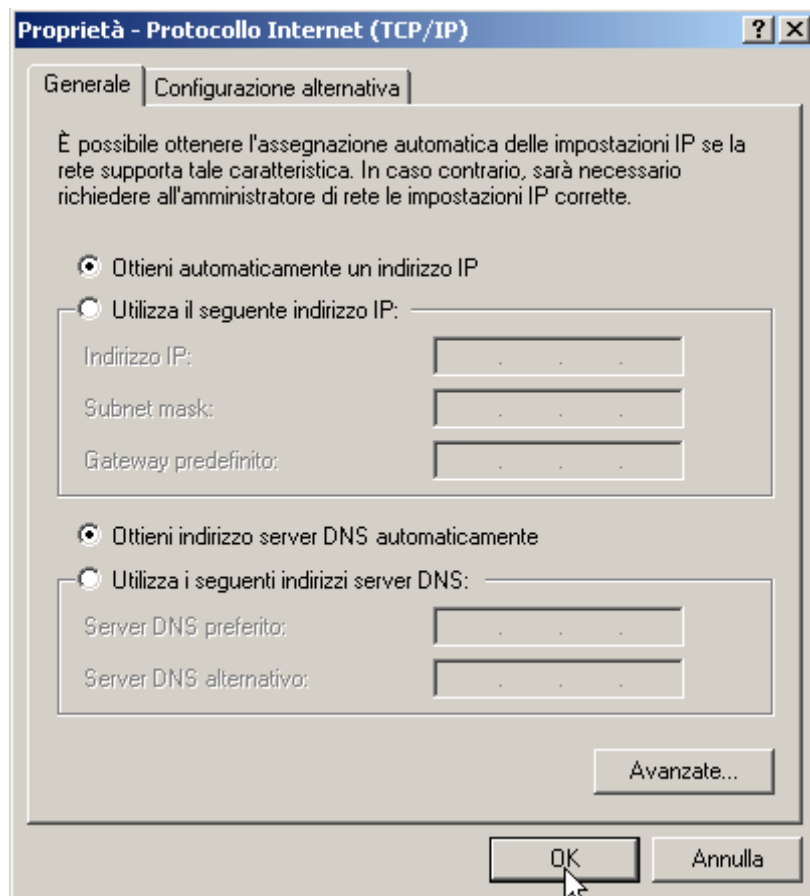 Proprietà - Protocollo Internet (TCP/IP)
Generale
Configurazione alternativa
È possibile ottenere l'assegnazione automatica delle impostazioni IP se la
rete supporta tale caratteristica. In caso contrario, sarà necessario
richiedere all'amministratore di rete le impostazioni IP corrette.
Ottieni automaticamente un indirizzo IP
Utilizza il seguente indirizzo IP:
Indirizzo IP:
Subnet mask:
Gateway predefinito:
Ottieni indirizzo server DNS automaticamente
Utilizza i seguenti indirizzi server DNS:
Server DNS preferito:
Server DNS alternativo:
Avanzate...
OK
Annulla